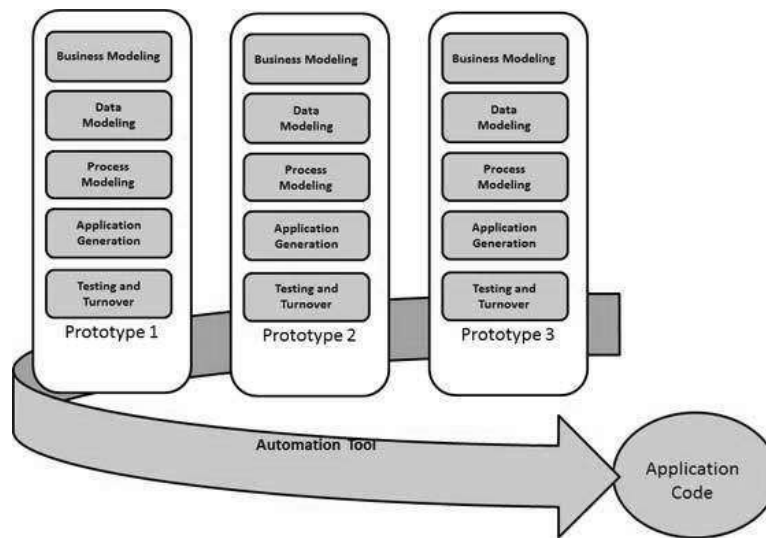 Business Modeling
Data
Modeling
Process
Modeling
Application
Generation
Testing and
Turnover
Prototype 1
Business Modeling
Data
Modeling
Process
Modeling
Application
Generation
Testing and
Turnover
Prototype 2
Business Modeling
Data
Modeling
Process
Modeling
Application
Generation
Testing and
Turnover
Prototype 3
Automation Tool
Application
Code